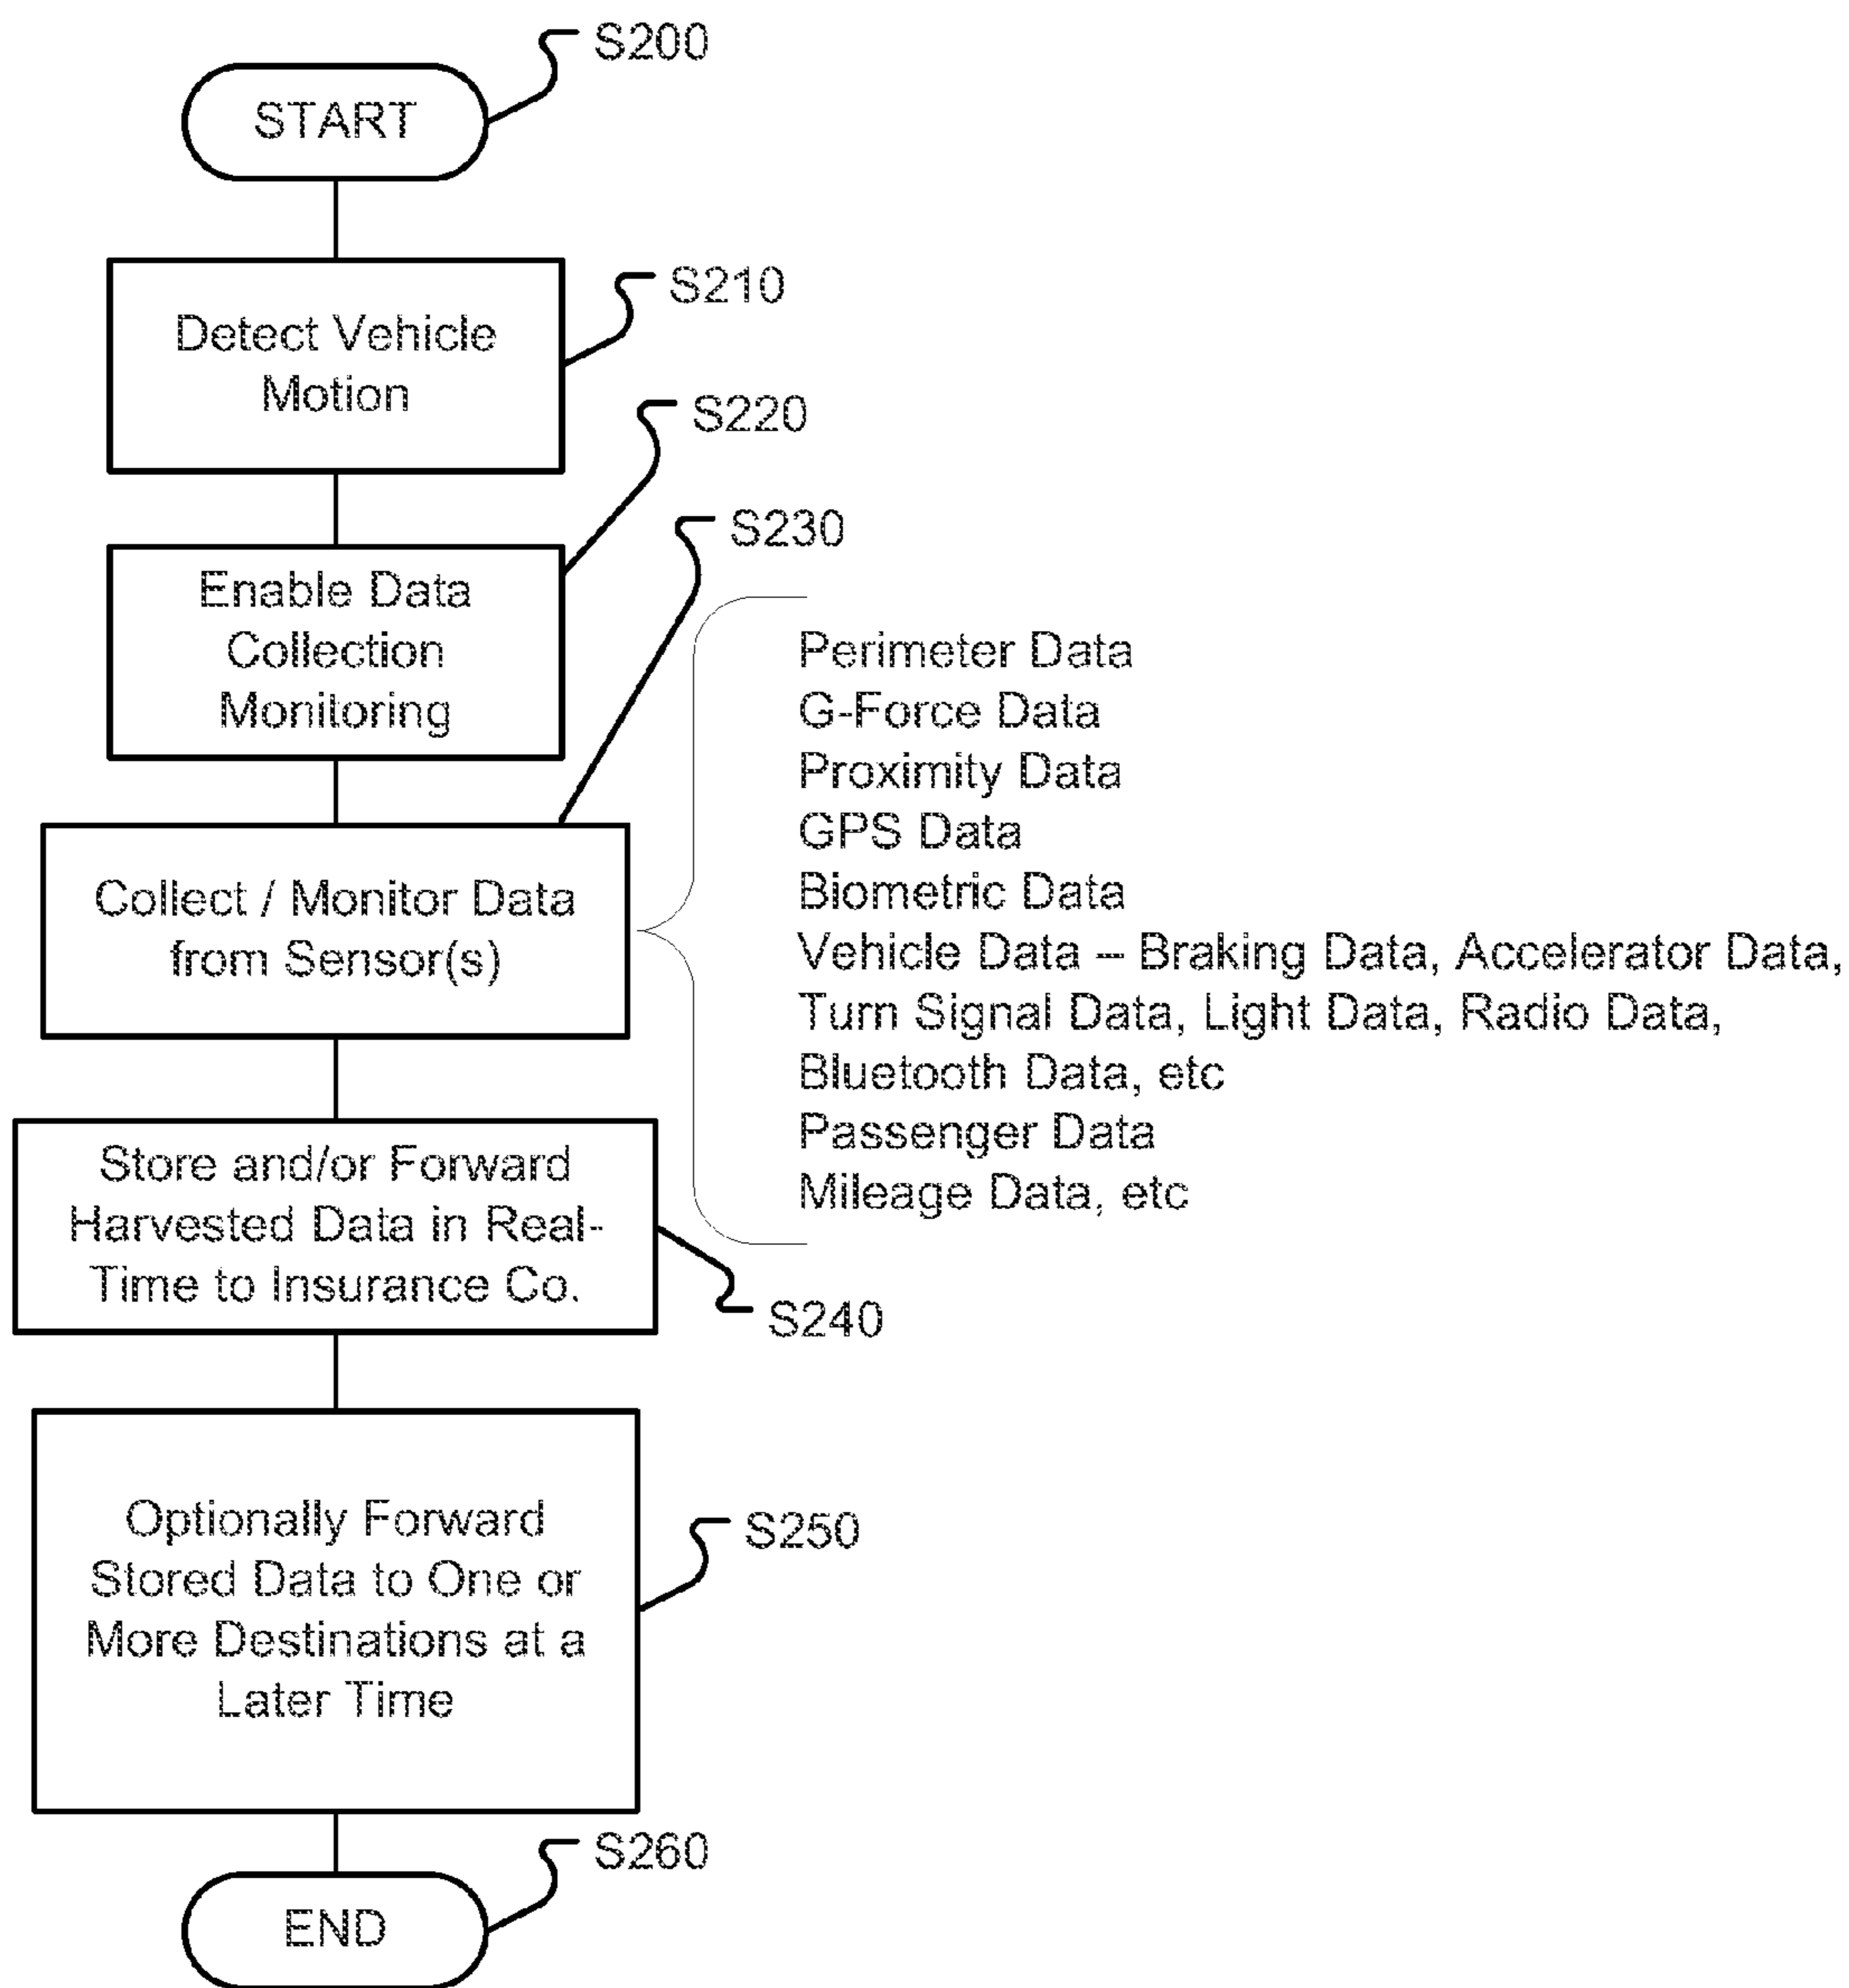 S200
START
S210
Detect Vehicle
Motion
S220
Enable Data
Collection
Monitoring
S230
Collect / Monitor Data
from Sensor(s)
Perimeter Data
G-Force Data
Proximity Data
GPS Data
Biometric Data
Vehicle Data – Braking Data, Accelerator Data,
Turn Signal Data, Light Data, Radio Data,
Bluetooth Data, etc
Passenger Data
Mileage Data, etc
Store and/or Forward
Harvested Data in Real-
Time to Insurance Co.
S240
Optionally Forward
Stored Data to One or
More Destinations at a
Later Time
S250
S260
END